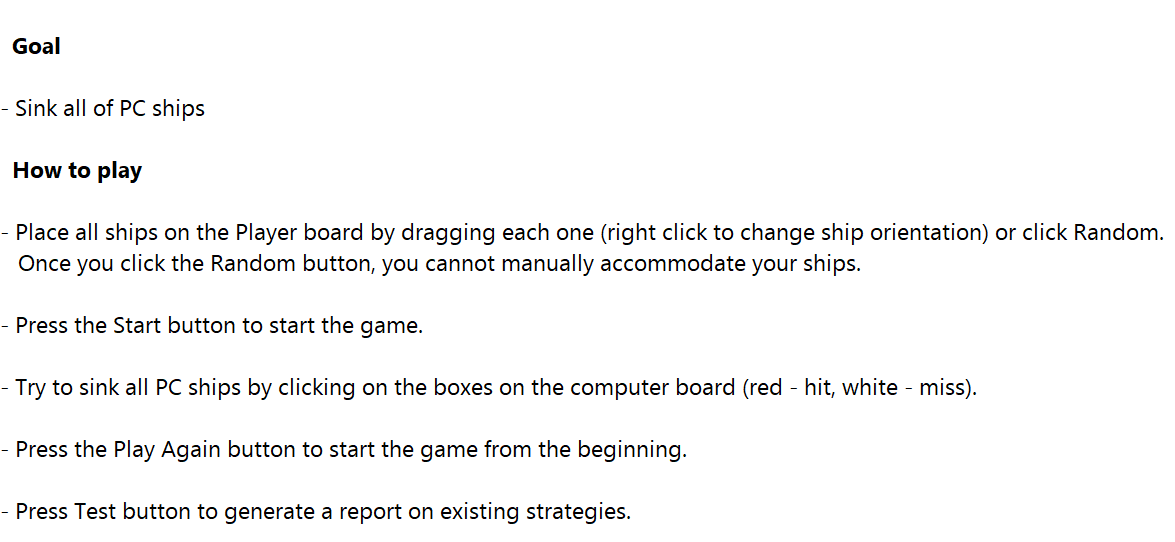 Goal
- Sink all of PC ships
How to play
- Place all ships on the Player board by dragging each one (right click to change ship orientation) or click Random.
Once you click the Random button, you cannot manually accommodate your ships.
- Press the Start button to start the game.
- Try to sink all PC ships by clicking on the boxes on the computer board (red - hit, white - miss).
- Press the Play Again button to start the game from the beginning.
- Press Test button to generate a report on existing strategies.